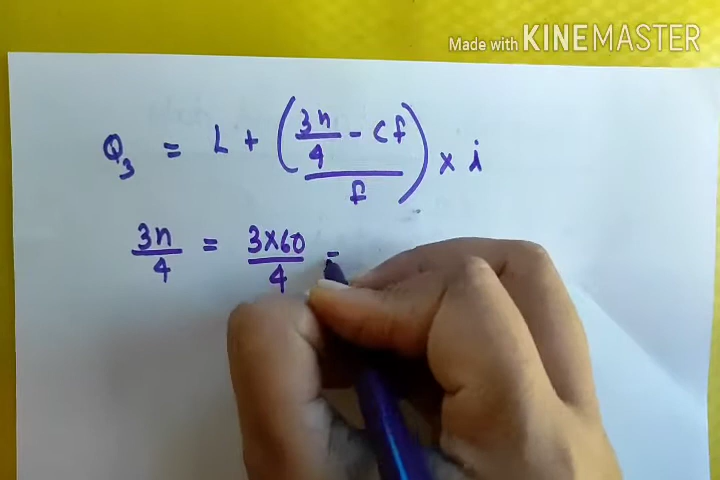 Made with KINEMASTER
Q₃ = L + ((3n/4 - cf)/f) × i
3n/4 = 3×60/4 =